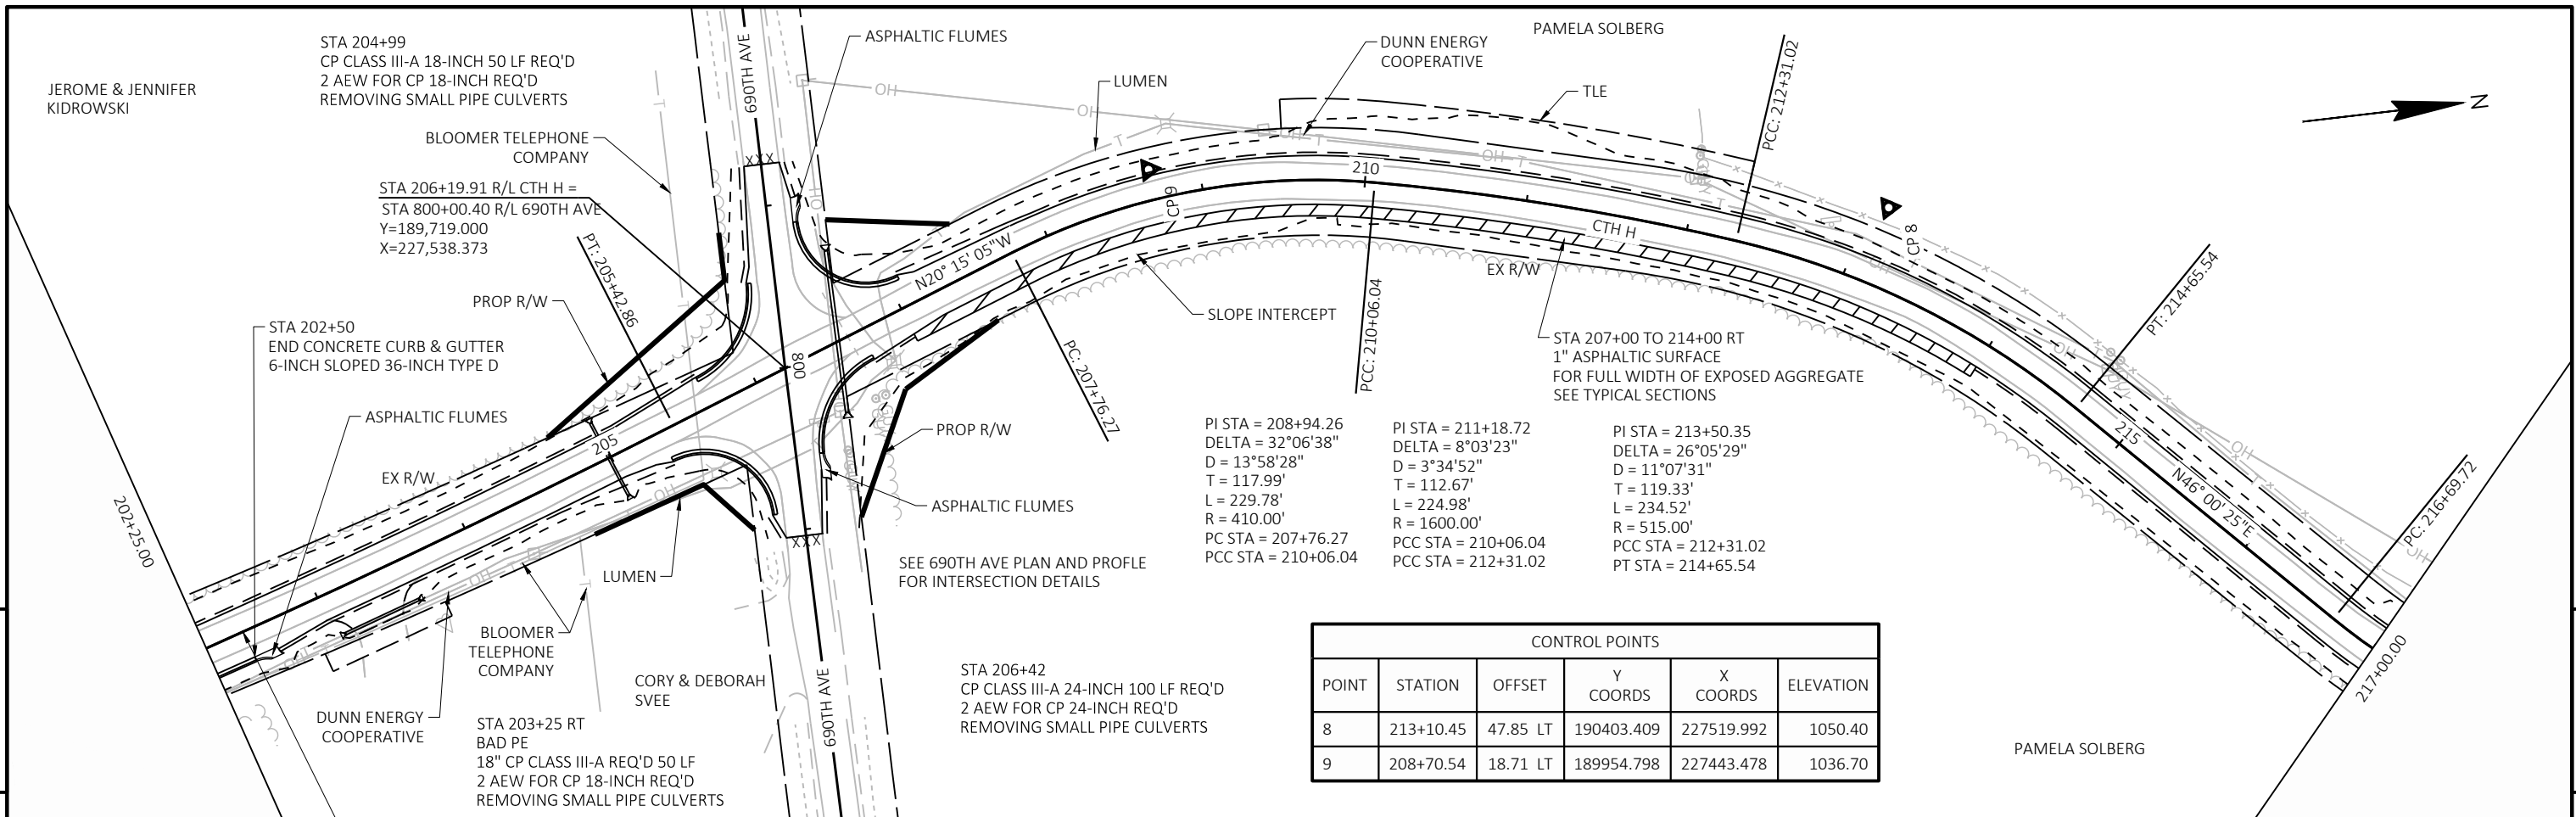 JEROME & JENNIFER
KIDROWSKI
STA 204+99
CP CLASS III-A 18-INCH 50 LF REQ'D
2 AEW FOR CP 18-INCH REQ'D
REMOVING SMALL PIPE CULVERTS
BLOOMER TELEPHONE
COMPANY
STA 206+19.91 R/L CTH H =
STA 800+00.40 R/L 690TH AVE
Y=189,719.000
X=227,538.373
PT: 205+42.86
PROP R/W
STA 202+50
END CONCRETE CURB & GUTTER
6-INCH SLOPED 36-INCH TYPE D
ASPHALTIC FLUMES
EX R/W
205
202+25.00
690TH AVE
XXX
ASPHALTIC FLUMES
LUMEN
DUNN ENERGY
COOPERATIVE
PAMELA SOLBERG
TLE
PCC: 212+31.02
N
OH
OH
OH
T
OH
T
OH
T
T
T
T
OH
CP9
210
N20° 15' 05"W
CTH H
CP 8
EX R/W
SLOPE INTERCEPT
PC: 207+76.27
PCC: 210+06.04
800
PROP R/W
ASPHALTIC FLUMES
XXX
SEE 690TH AVE PLAN AND PROFLE
FOR INTERSECTION DETAILS
STA 207+00 TO 214+00 RT
1" ASPHALTIC SURFACE
FOR FULL WIDTH OF EXPOSED AGGREGATE
SEE TYPICAL SECTIONS
PT: 214+65.54
OH
215
OH
N46° 00' 25"E
PC: 216+69.72
OH
217+00.00
PI STA = 208+94.26
DELTA = 32°06'38"
D = 13°58'28"
T = 117.99'
L = 229.78'
R = 410.00'
PC STA = 207+76.27
PCC STA = 210+06.04
PI STA = 211+18.72
DELTA = 8°03'23"
D = 3°34'52"
T = 112.67'
L = 224.98'
R = 1600.00'
PCC STA = 210+06.04
PCC STA = 212+31.02
PI STA = 213+50.35
DELTA = 26°05'29"
D = 11°07'31"
T = 119.33'
L = 234.52'
R = 515.00'
PCC STA = 212+31.02
PT STA = 214+65.54
OH
OH
LUMEN
BLOOMER
TELEPHONE
COMPANY
T
DUNN ENERGY
COOPERATIVE
CORY & DEBORAH
SVEE
STA 203+25 RT
BAD PE
18" CP CLASS III-A REQ'D 50 LF
2 AEW FOR CP 18-INCH REQ'D
REMOVING SMALL PIPE CULVERTS
690TH AVE
STA 206+42
CP CLASS III-A 24-INCH 100 LF REQ'D
2 AEW FOR CP 24-INCH REQ'D
REMOVING SMALL PIPE CULVERTS
CONTROL POINTS
POINT STATION OFFSET Y COORDS X COORDS ELEVATION
8 213+10.45 47.85 LT 190403.409 227519.992 1050.40
9 208+70.54 18.71 LT 189954.798 227443.478 1036.70
PAMELA SOLBERG